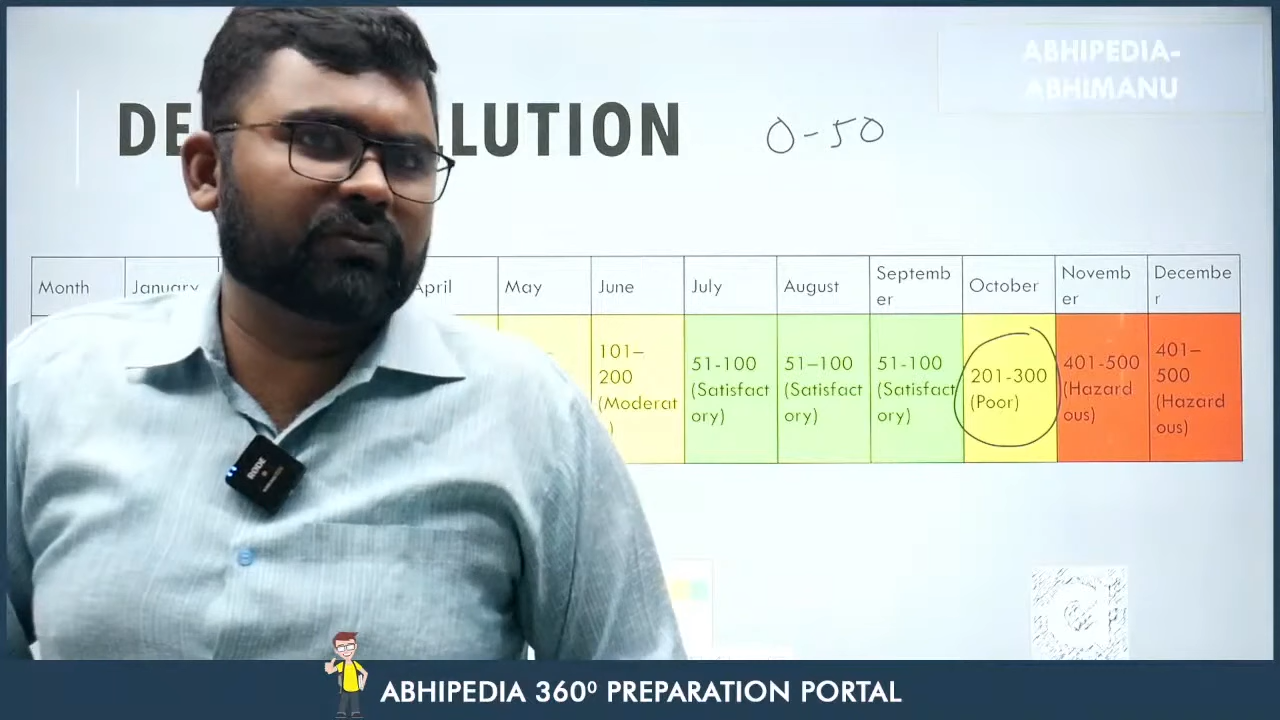 ABHIPEDIA-
ABHIMANU
DE LUTION
0-50
Month
January
April
May
June
July
August
Septemb
er
October
Novemb
er
Decembe
r
101–
200
(Moderat
)
51-100
(Satisfact
ory)
51–100
(Satisfact
ory)
51-100
(Satisfact
ory)
201-300
(Poor)
401-500
(Hazard
ous)
401–
500
(Hazard
ous)
RODE
ABHIPEDIA 360º PREPARATION PORTAL